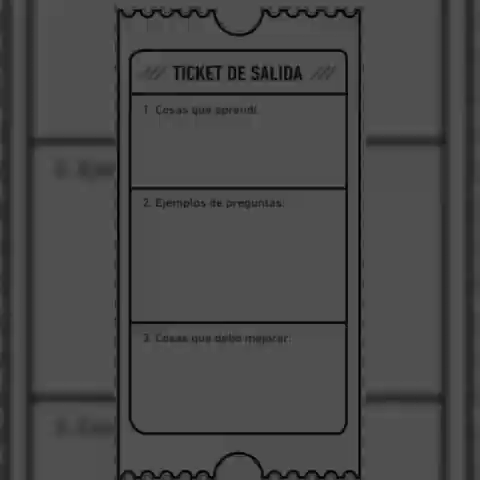 /// TICKET DE SALIDA ///
1. Cosas que aprendí:
2. Ejemplos de preguntas:
3. Cosas que debo mejorar: